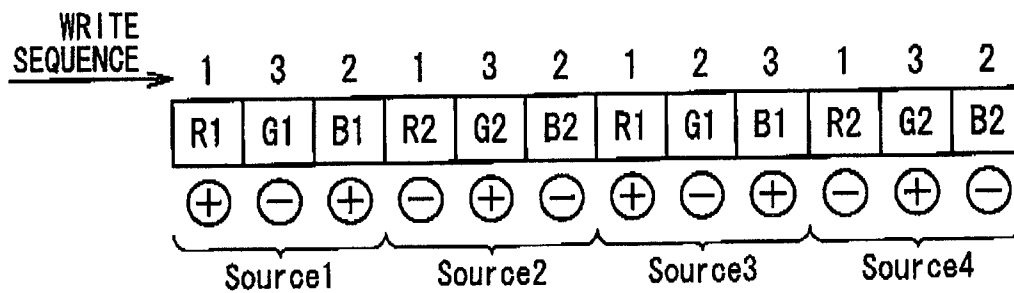 WRITE
SEQUENCE
1 3 2 1 3 2 1 2 3 1 3 2
R1 G1 B1 R2 G2 B2 R1 G1 B1 R2 G2 B2
+ − + − + − + − + − + −
Source1 Source2 Source3 Source4